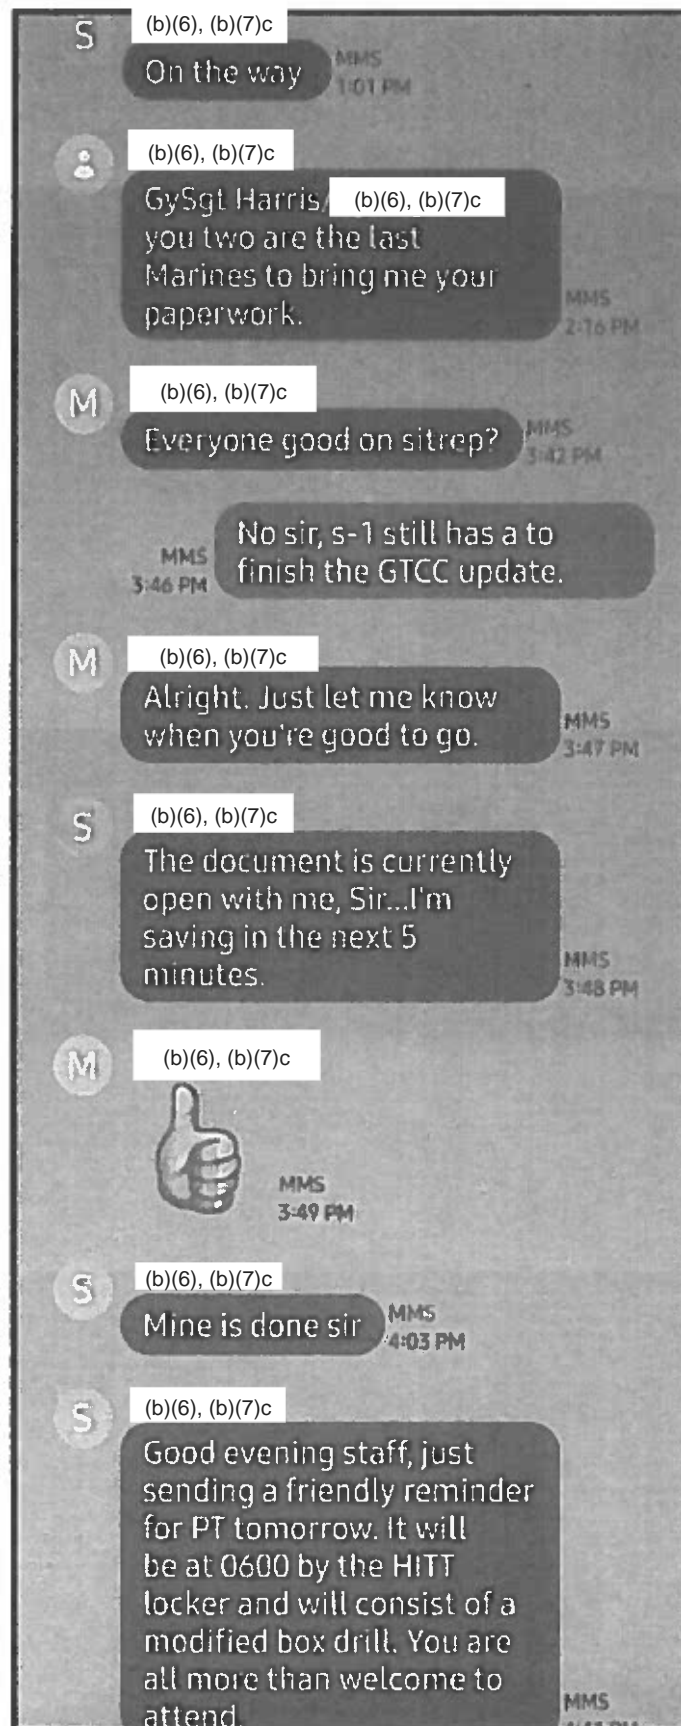 S
(b)(6), (b)(7)c
On the way
MMS
1:01 PM
(b)(6), (b)(7)c
GySgt Harris/ (b)(6), (b)(7)c
you two are the last
Marines to bring me your
paperwork.
MMS
2:16 PM
M
(b)(6), (b)(7)c
Everyone good on sitrep?
MMS
3:42 PM
No sir, s-1 still has a to
finish the GTCC update.
MMS
3:46 PM
M
(b)(6), (b)(7)c
Alright. Just let me know
when you're good to go.
MMS
3:47 PM
S
(b)(6), (b)(7)c
The document is currently
open with me, Sir...I'm
saving in the next 5
minutes.
MMS
3:48 PM
M
(b)(6), (b)(7)c
MMS
3:49 PM
S
(b)(6), (b)(7)c
Mine is done sir
MMS
4:03 PM
S
(b)(6), (b)(7)c
Good evening staff, just
sending a friendly reminder
for PT tomorrow. It will
be at 0600 by the HITT
locker and will consist of a
modified box drill. You are
all more than welcome to
attend.
MMS